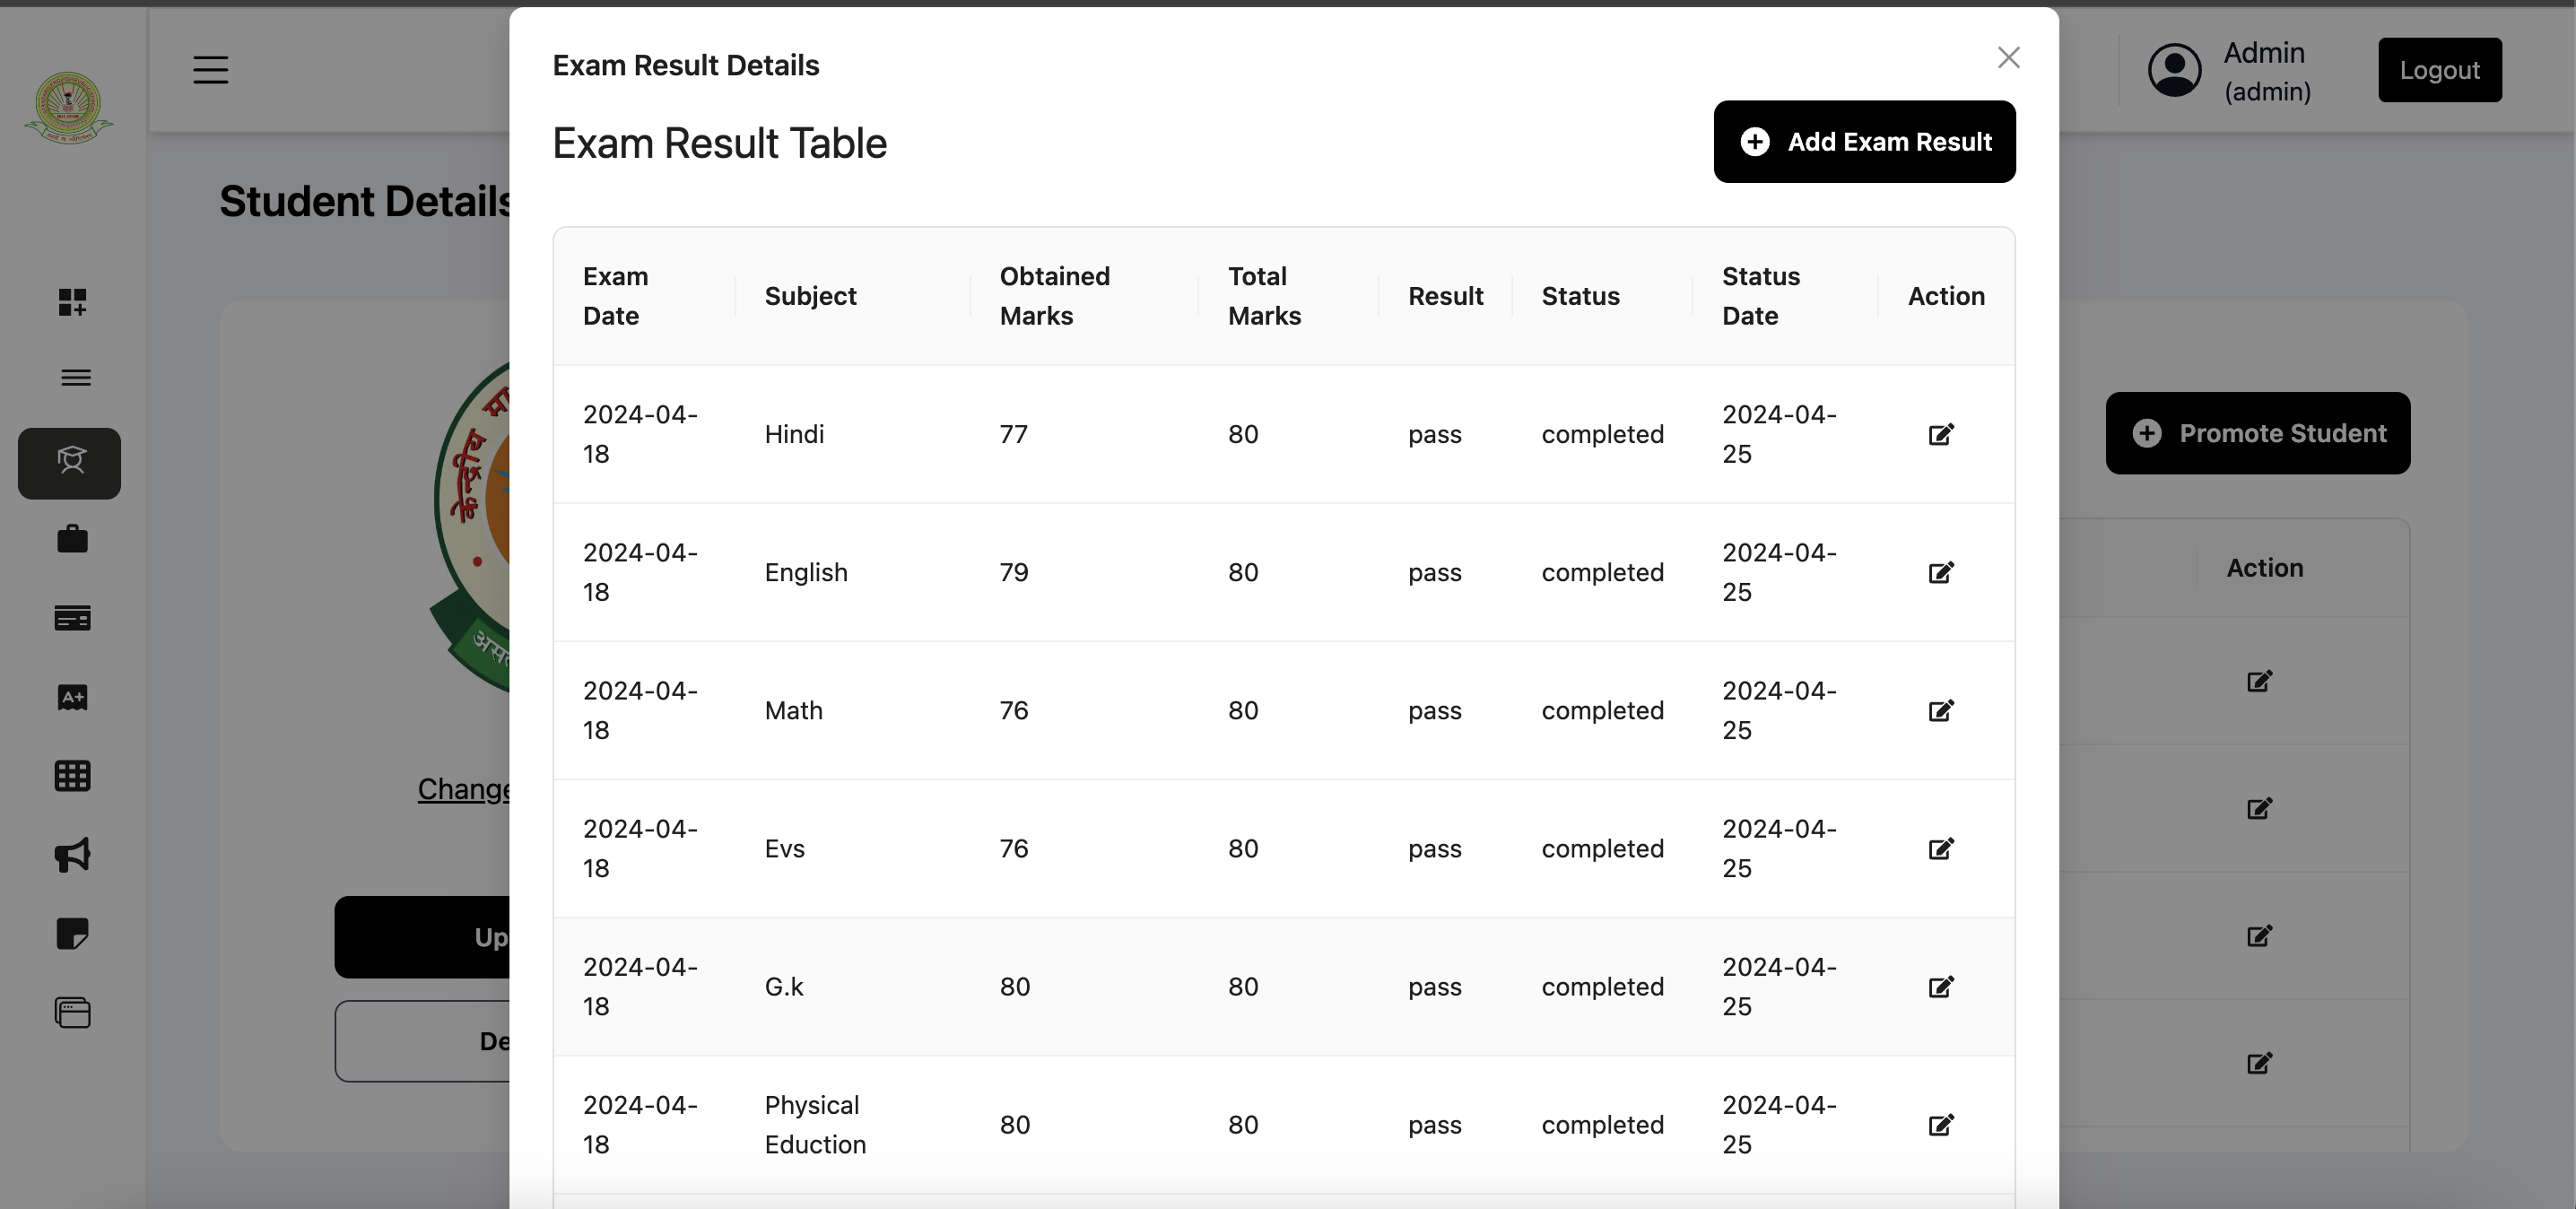 Exam Result Details
Admin
(admin)
Logout
Exam Result Table
Add Exam Result
Student Details
Exam
Date
Subject
Obtained
Marks
Total
Marks
Result
Status
Status
Date
Action
2024-04-
18
Hindi
77
80
pass
completed
2024-04-
25
2024-04-
18
English
79
80
pass
completed
2024-04-
25
2024-04-
18
Math
76
80
pass
completed
2024-04-
25
2024-04-
18
Evs
76
80
pass
completed
2024-04-
25
2024-04-
18
G.k
80
80
pass
completed
2024-04-
25
2024-04-
18
Physical
Eduction
80
80
pass
completed
2024-04-
25
Promote Student
Action
केन्द्रीय मा
असत
Change
Up
De
A+